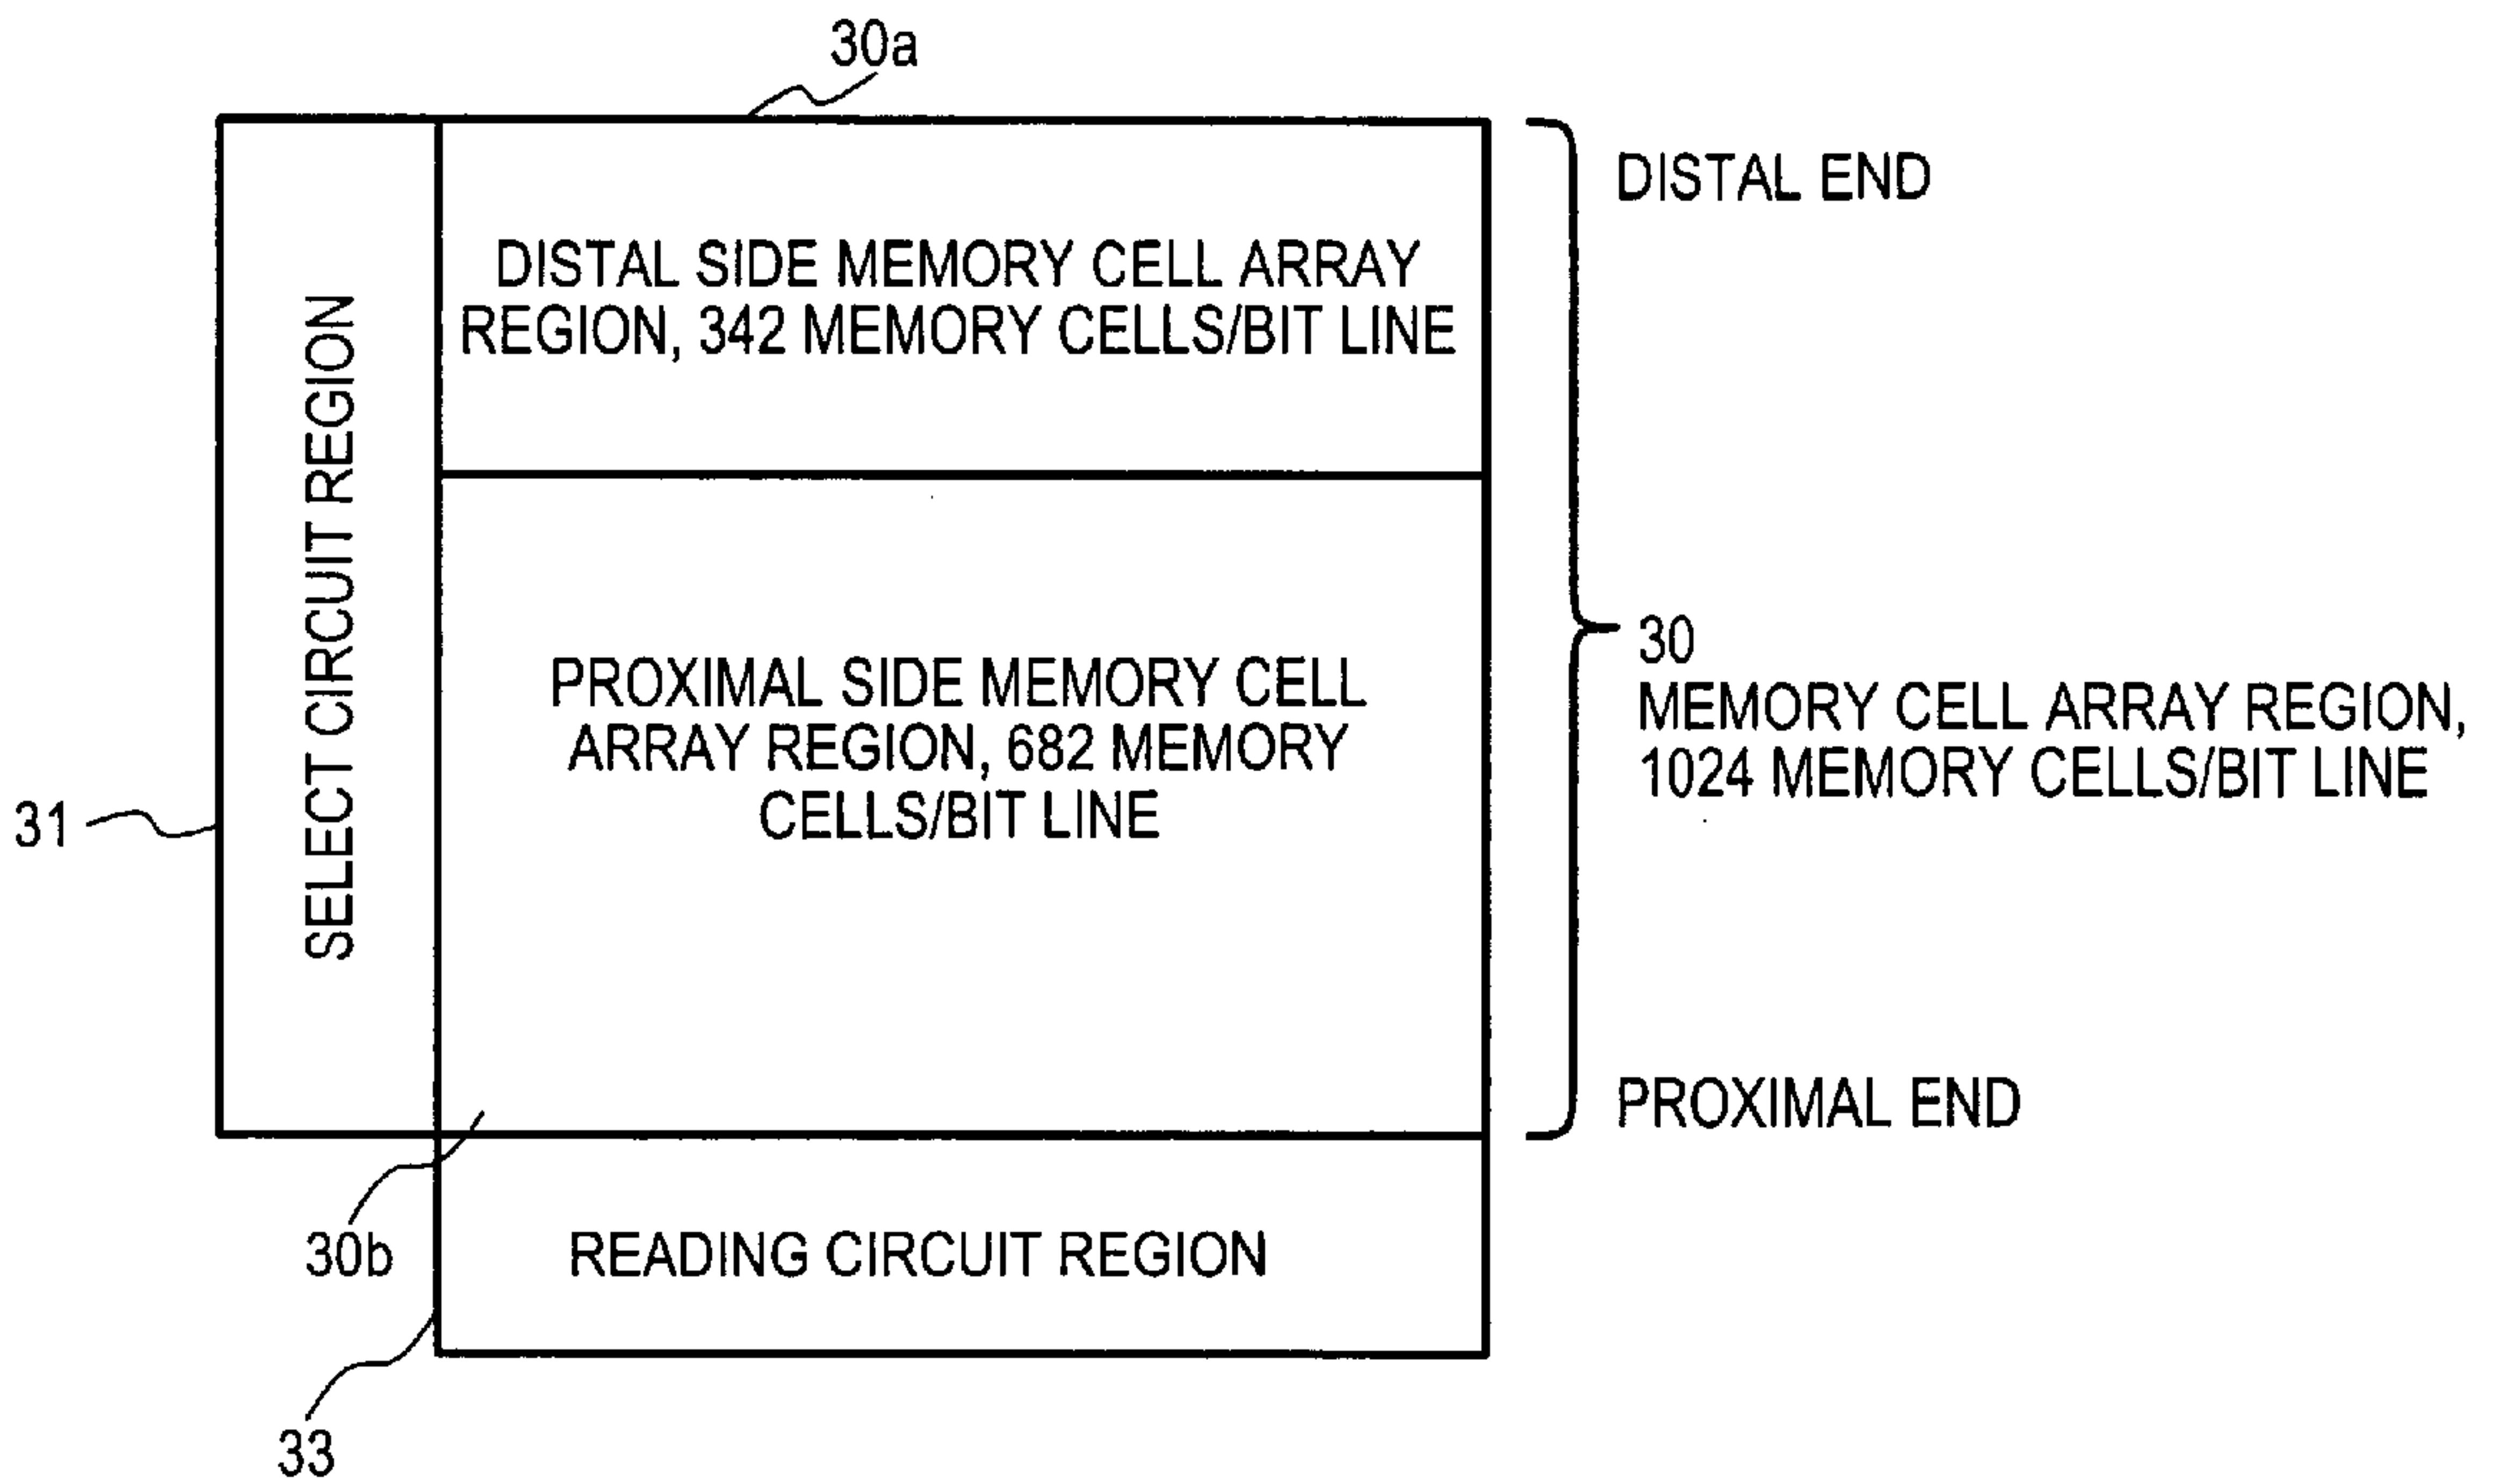 30a
DISTAL END
DISTAL SIDE MEMORY CELL ARRAY
REGION, 342 MEMORY CELLS/BIT LINE
SELECT CIRCUIT REGION
30
MEMORY CELL ARRAY REGION,
1024 MEMORY CELLS/BIT LINE
PROXIMAL SIDE MEMORY CELL
ARRAY REGION, 682 MEMORY
CELLS/BIT LINE
31
PROXIMAL END
30b
READING CIRCUIT REGION
33